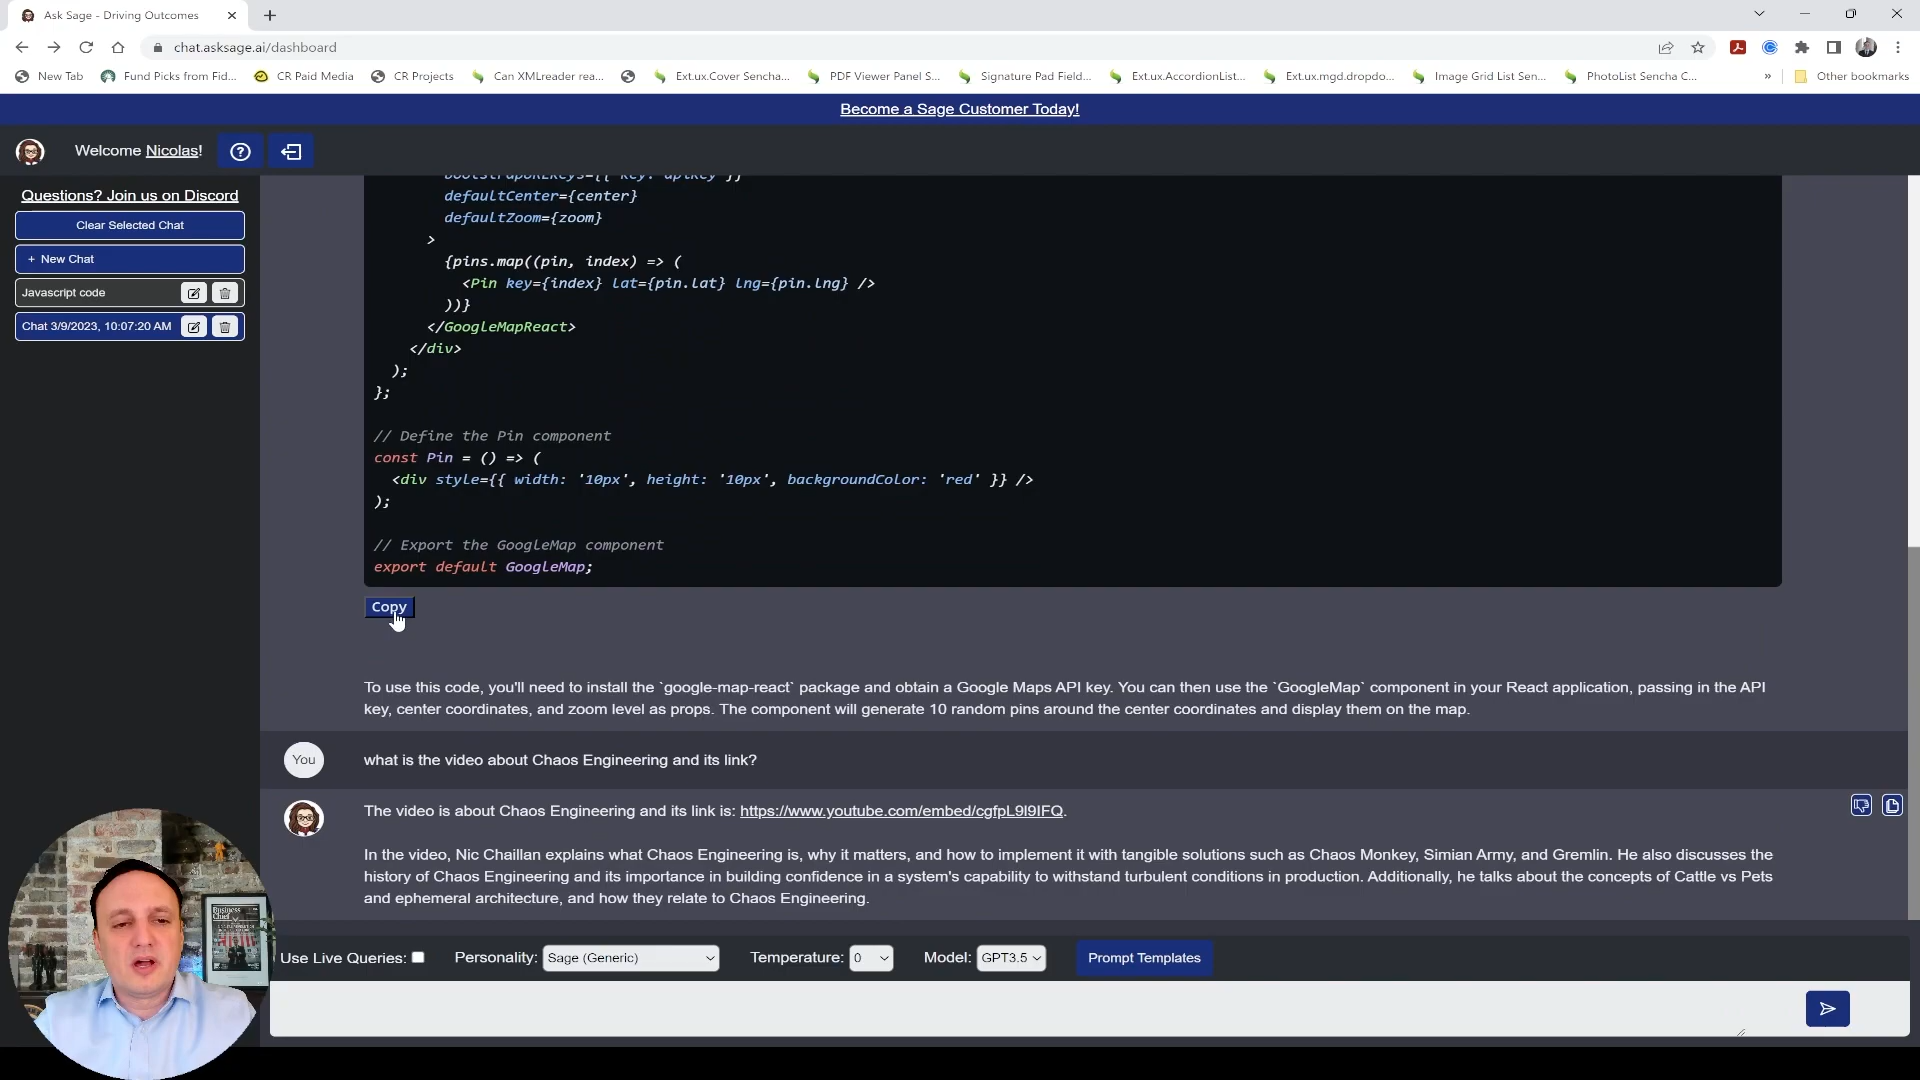 Ask Sage - Driving Outcomes
chat.asksage.ai/dashboard
New Tab
Fund Picks from Fid...
CR Paid Media
CR Projects
Can XMLreader rea...
Ext.ux.Cover Sencha...
PDF Viewer Panel S...
Signature Pad Field...
Ext.ux.AccordionList...
Ext.ux.mgd.dropdo...
Image Grid List Sen...
PhotoList Sencha C...
»
Other bookmarks
Become a Sage Customer Today!
Welcome Nicolas!
Questions? Join us on Discord
Clear Selected Chat
+ New Chat
Javascript code
Chat 3/9/2023, 10:07:20 AM
defaultCenter={center}
defaultZoom={zoom}
>
{pins.map((pin, index) => (
<Pin key={index} lat={pin.lat} lng={pin.lng} />
))}
</GoogleMapReact>
</div>
);
};
// Define the Pin component
const Pin = () => (
<div style={{ width: '10px', height: '10px', backgroundColor: 'red' }} />
);
// Export the GoogleMap component
export default GoogleMap;
Copy
To use this code, you'll need to install the `google-map-react` package and obtain a Google Maps API key. You can then use the `GoogleMap` component in your React application, passing in the API
key, center coordinates, and zoom level as props. The component will generate 10 random pins around the center coordinates and display them on the map.
You
what is the video about Chaos Engineering and its link?
The video is about Chaos Engineering and its link is: https://www.youtube.com/embed/cgfpL9l9IFQ.
In the video, Nic Chaillan explains what Chaos Engineering is, why it matters, and how to implement it with tangible solutions such as Chaos Monkey, Simian Army, and Gremlin. He also discusses the
history of Chaos Engineering and its importance in building confidence in a system's capability to withstand turbulent conditions in production. Additionally, he talks about the concepts of Cattle vs Pets
and ephemeral architecture, and how they relate to Chaos Engineering.
Business
Chief
Use Live Queries:
Personality: Sage (Generic)
Temperature: 0
Model: GPT3.5
Prompt Templates